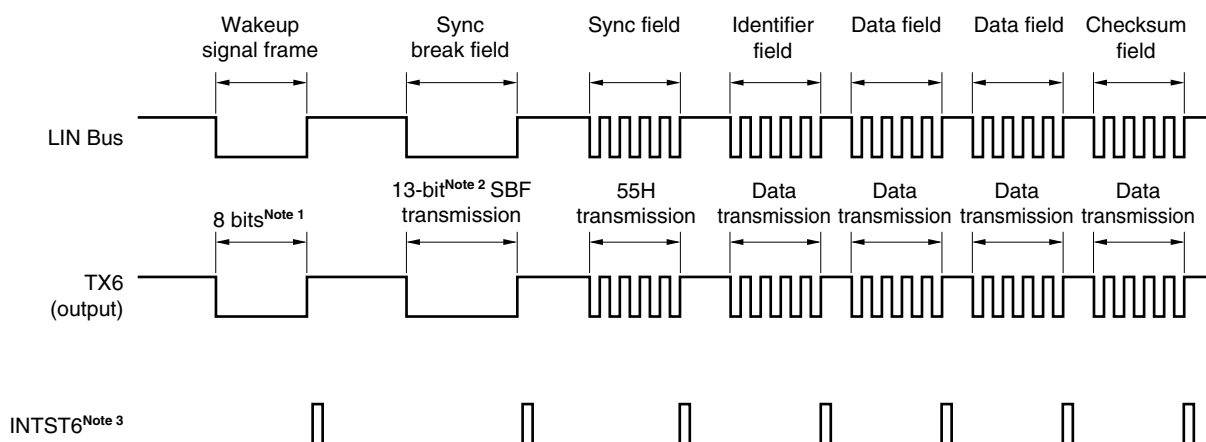 Wakeup
signal frame
Sync
break field
Sync field
Identifier
field
Data field
Data field
Checksum
field
LIN Bus
8 bitsNote 1
13-bitNote 2 SBF
transmission
55H
transmission
Data
transmission
Data
transmission
Data
transmission
Data
transmission
TX6
(output)
INTST6Note 3